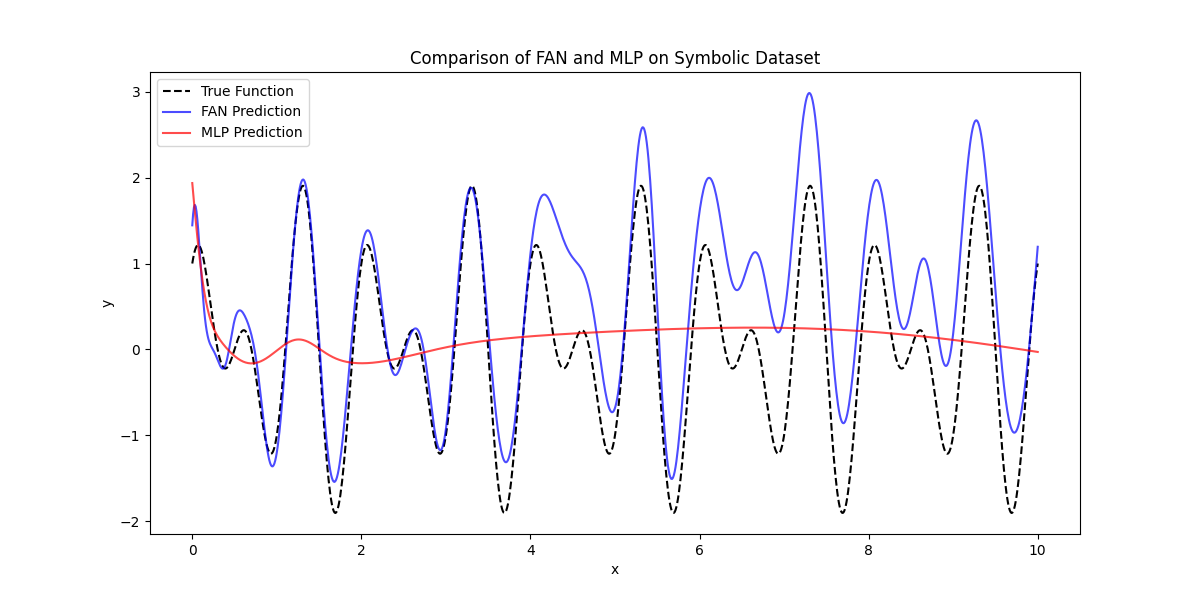 Comparison of FAN and MLP on Symbolic Dataset
True Function
FAN Prediction
MLP Prediction
3
2
1
0
−1
−2
y
0 2 4 6 8 10
x